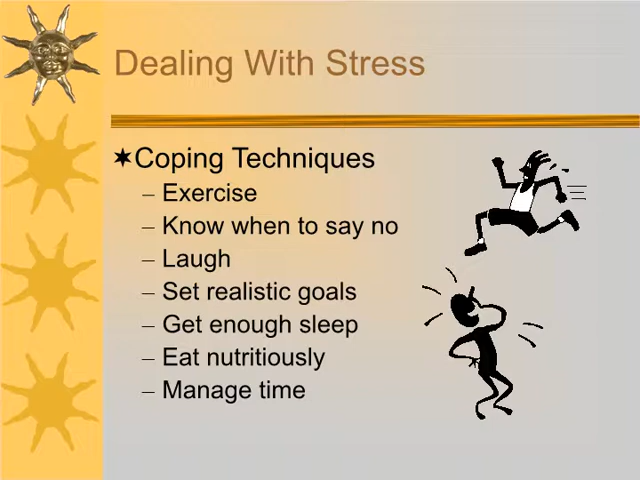 Dealing With Stress
✶Coping Techniques
– Exercise
– Know when to say no
– Laugh
– Set realistic goals
– Get enough sleep
– Eat nutritiously
– Manage time